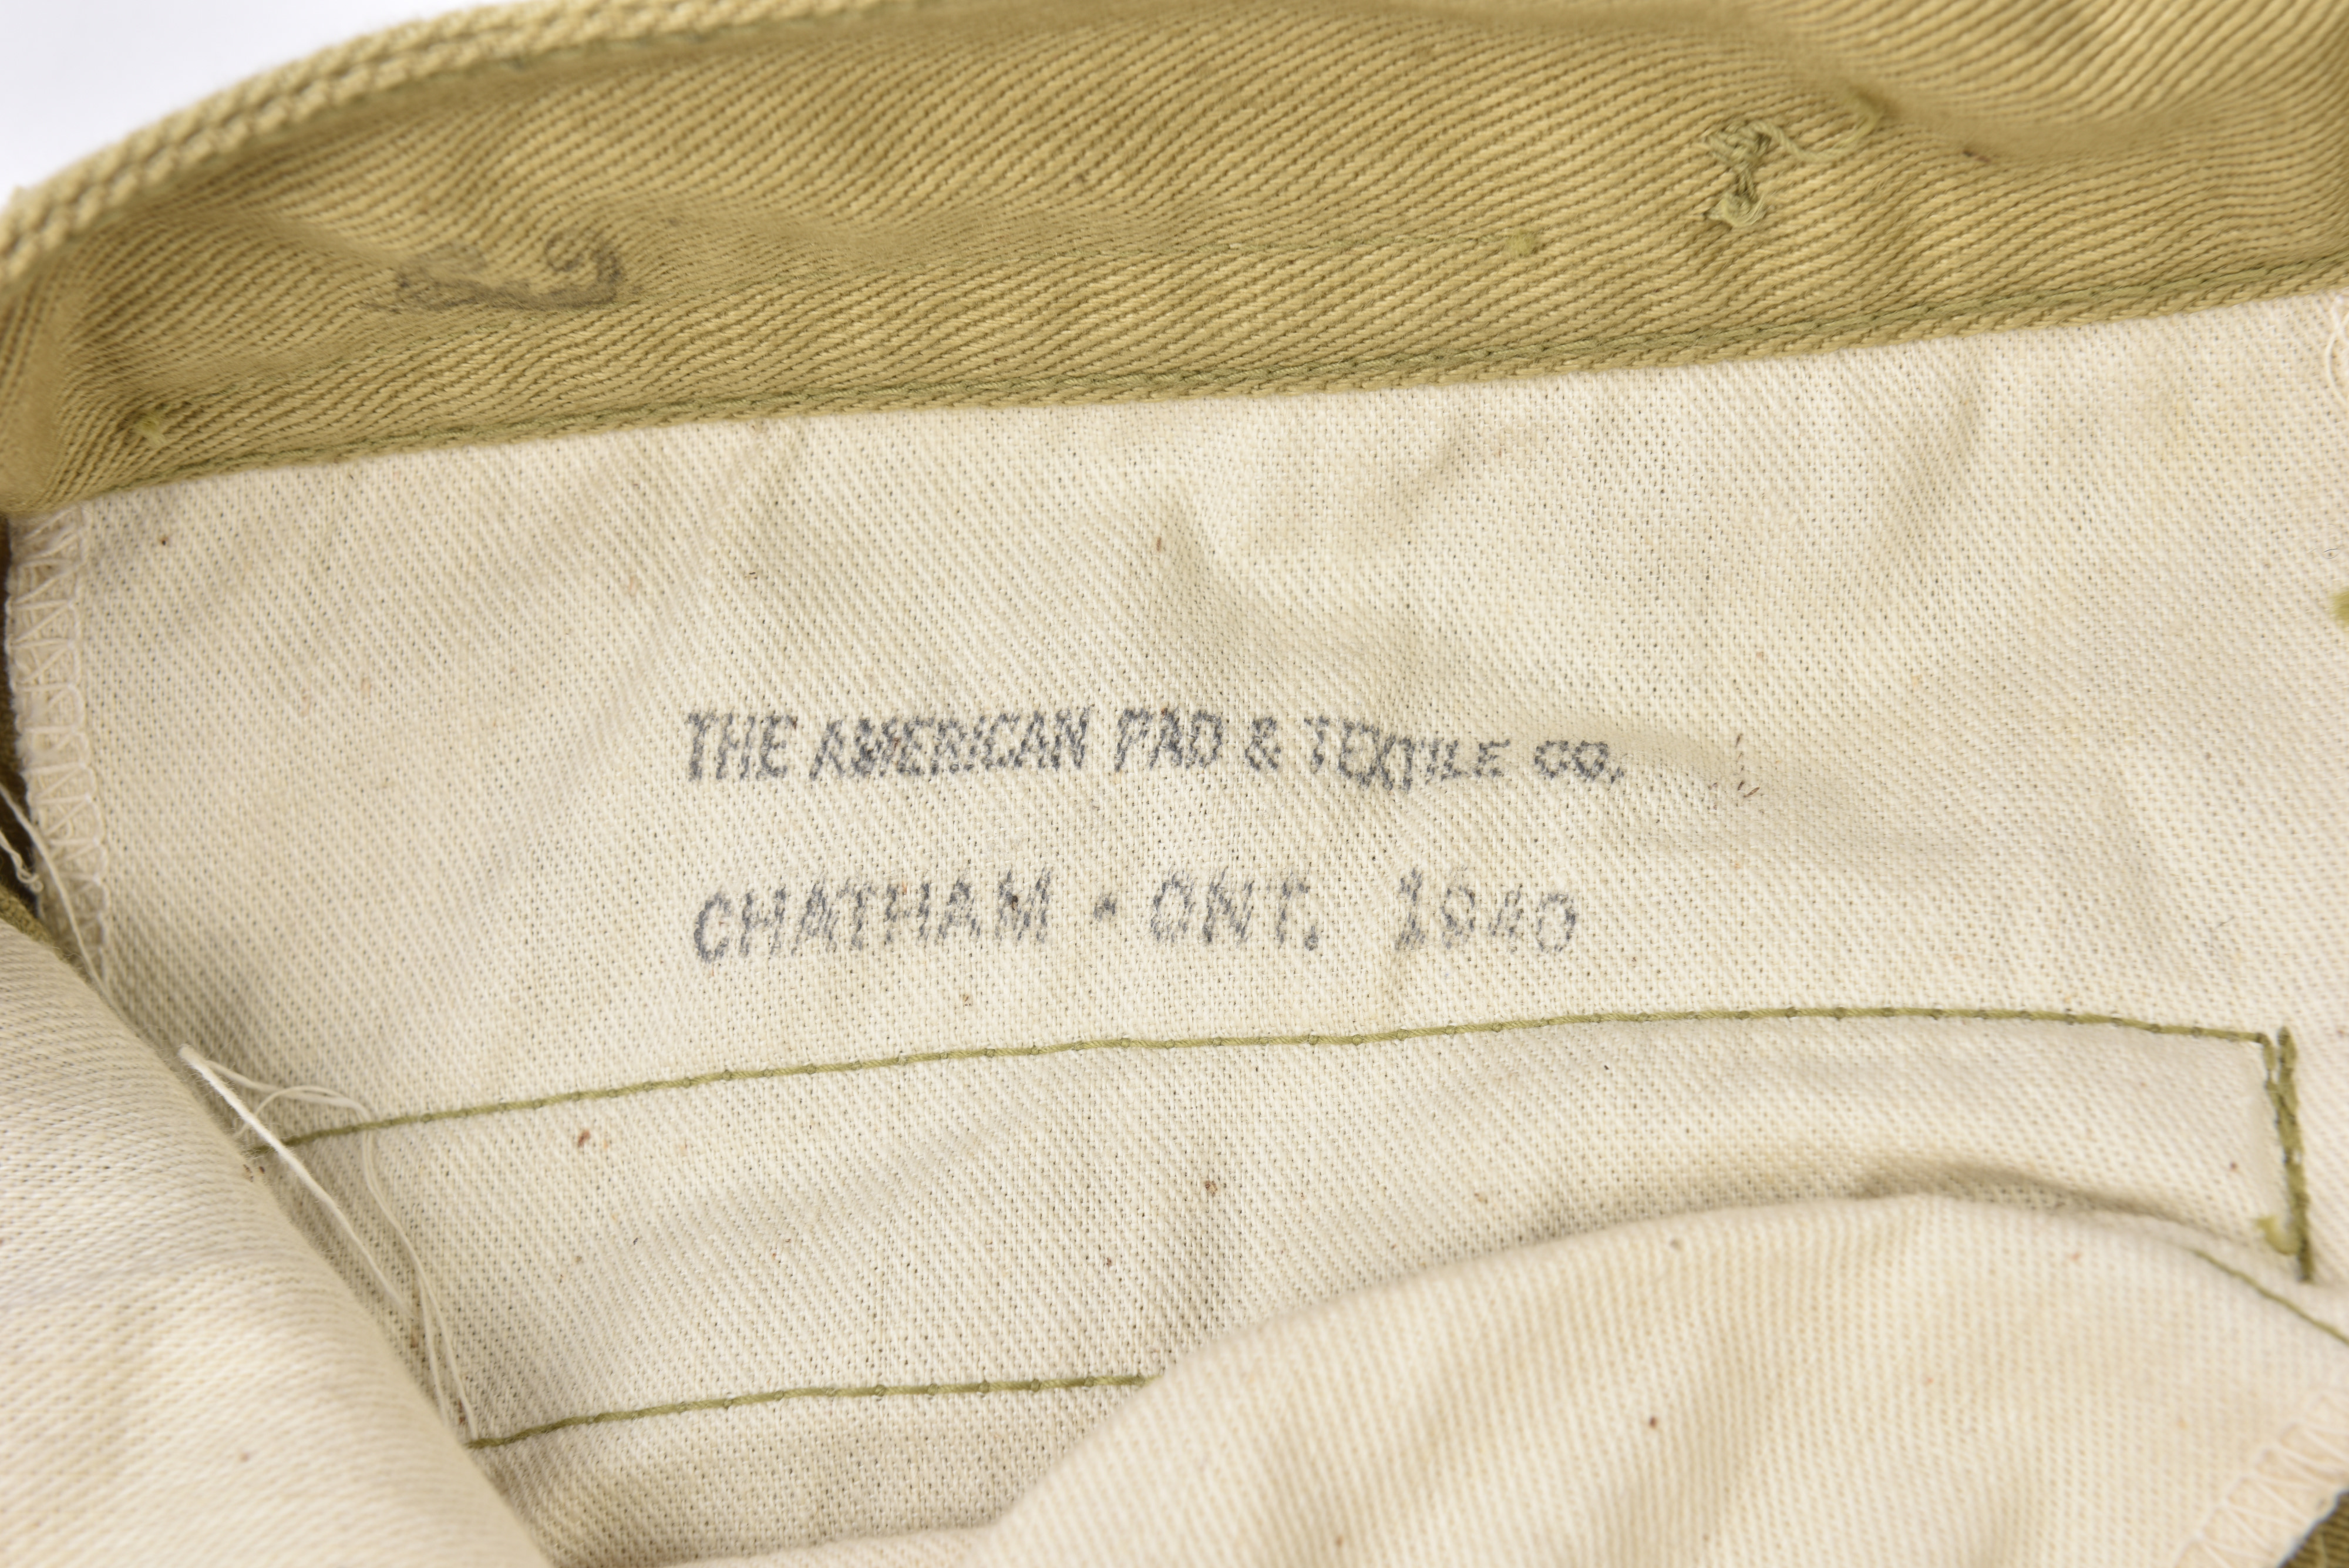 THE AMERICAN PAD & TEXTILE CO.
CHATHAM - ONT. 1940